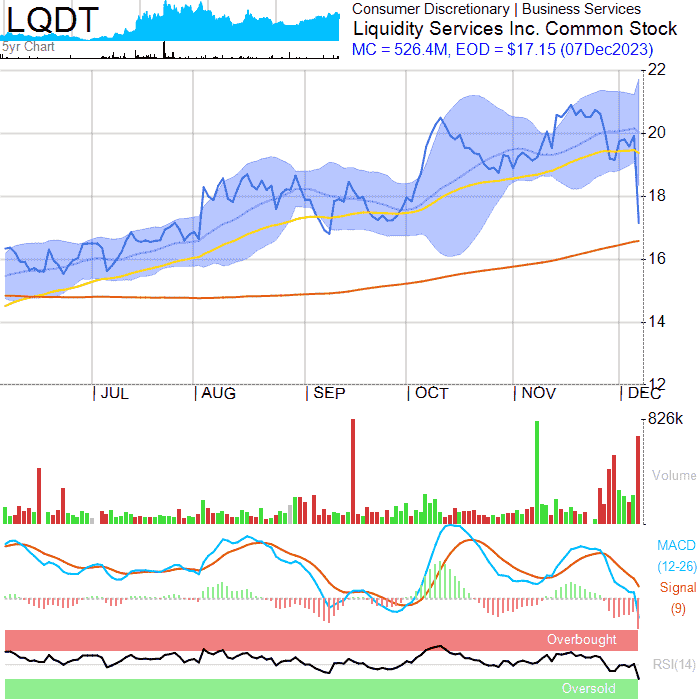 LQDT
5yr Chart
Consumer Discretionary | Business Services
Liquidity Services Inc. Common Stock
MC = 526.4M, EOD = $17.15 (07Dec2023)
22
20
18
16
14
12
JUL AUG SEP OCT NOV DEC
826k
Volume
MACD
(12-26)
Signal
(9)
Overbought
RSI(14)
Oversold